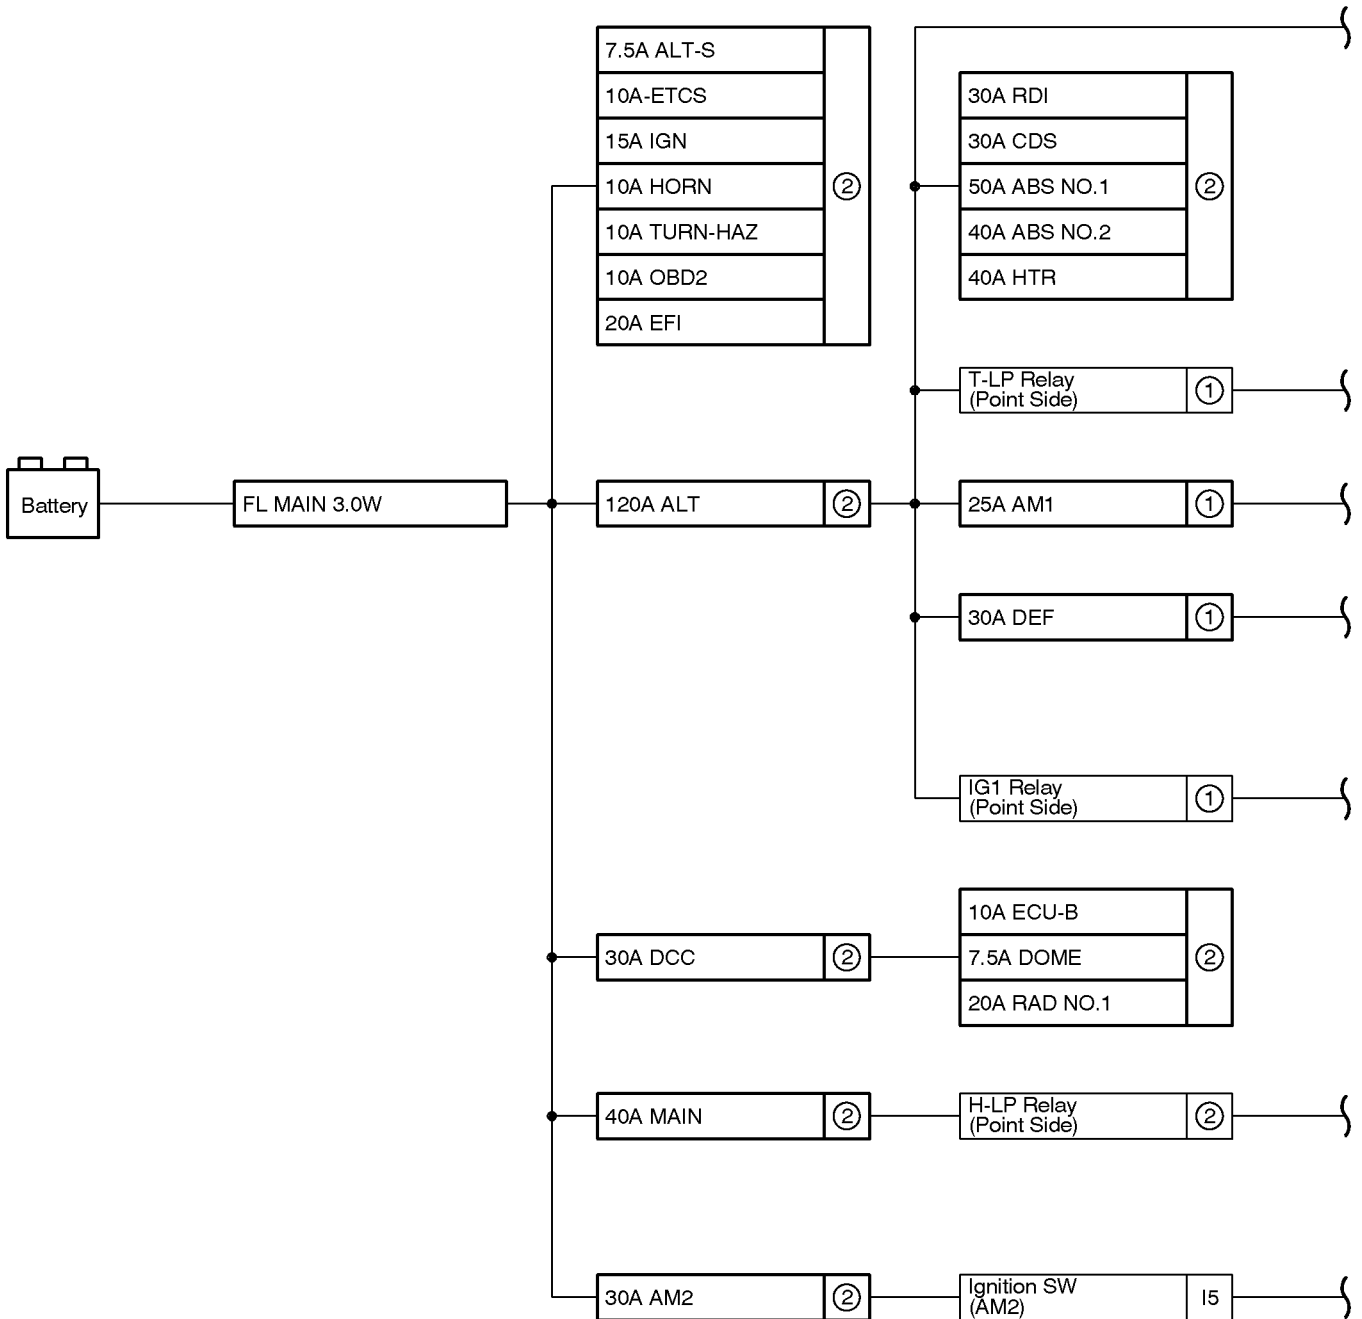 7.5A ALT-S
10A-ETCS
15A IGN
10A HORN
10A TURN-HAZ
10A OBD2
20A EFI
2
30A RDI
30A CDS
50A ABS NO.1
40A ABS NO.2
40A HTR
2
T-LP Relay
(Point Side)
1
Battery
FL MAIN 3.0W
120A ALT
2
25A AM1
1
30A DEF
1
IG1 Relay
(Point Side)
1
30A DCC
2
10A ECU-B
7.5A DOME
20A RAD NO.1
2
40A MAIN
2
H-LP Relay
(Point Side)
2
30A AM2
2
Ignition SW
(AM2)
I5